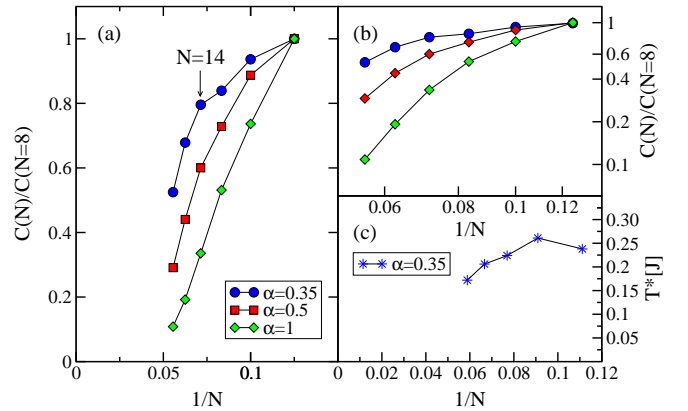 (a)
N=14
C(N)/C(N=8)
1
0.8
0.6
0.4
0.2
0
0
0.05
0.1
0.1
1/N
α=0.35
α=0.5
α=1
(b)
1
0.6
0.4
0.2
0.1
C(N)/C(N=8)
0.06
0.08
0.1
0.12
1/N
(c)
α=0.35
0.30
0.25
0.20
0.15
0.05
T*[J]
0
0.02
0.04
0.06
0.08
0.1
0.12
1/N